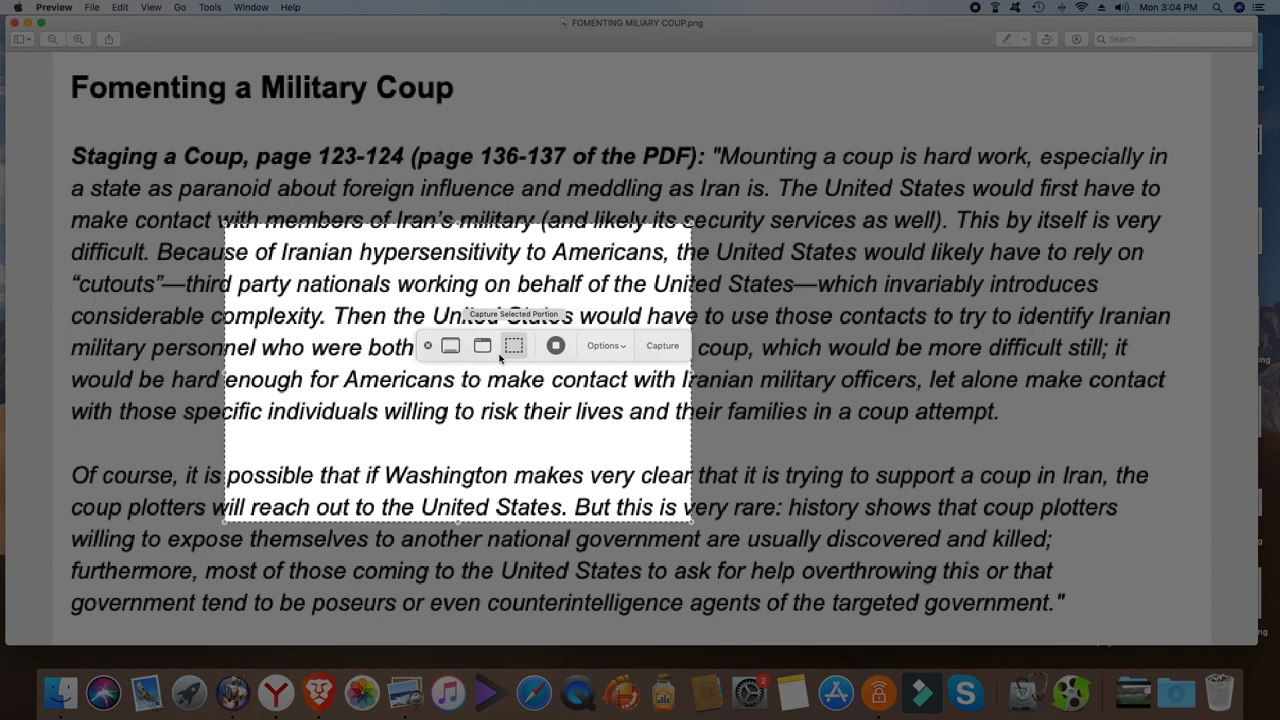 Preview File Edit View Go Tools Window Help Mon 3:04 PM
FOMENTING MILIARY COUP.png
Search
Fomenting a Military Coup
Staging a Coup, page 123-124 (page 136-137 of the PDF): "Mounting a coup is hard work, especially in
a state as paranoid about foreign influence and meddling as Iran is. The United States would first have to
make contact with members of Iran's military (and likely its security services as well). This by itself is very
difficult. Because of Iranian hypersensitivity to Americans, the United States would likely have to rely on
“cutouts”—third party nationals working on behalf of the United States—which invariably introduces
considerable complexity. Then the United States would have to use those contacts to try to identify Iranian
Capture Selected Portion
military personnel who were both coup, which would be more difficult still; it
Options Capture
would be hard enough for Americans to make contact with Iranian military officers, let alone make contact
with those specific individuals willing to risk their lives and their families in a coup attempt.
Of course, it is possible that if Washington makes very clear that it is trying to support a coup in Iran, the
coup plotters will reach out to the United States. But this is very rare: history shows that coup plotters
willing to expose themselves to another national government are usually discovered and killed;
furthermore, most of those coming to the United States to ask for help overthrowing this or that
government tend to be poseurs or even counterintelligence agents of the targeted government."
2